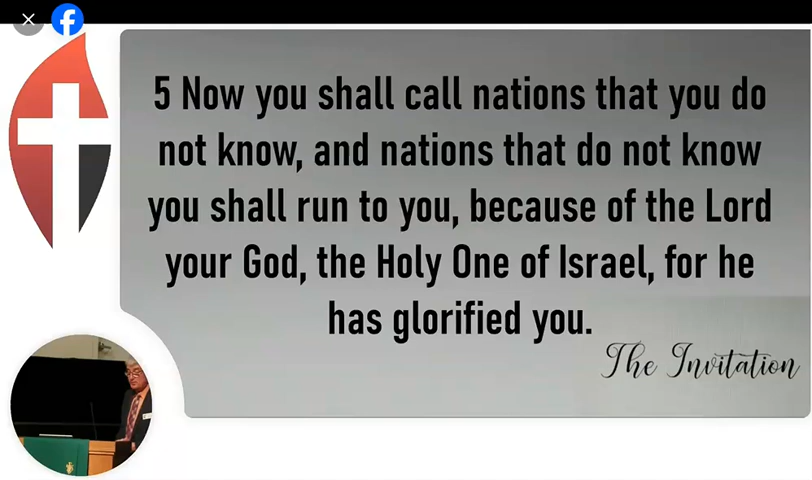 5 Now you shall call nations that you do
not know, and nations that do not know
you shall run to you, because of the Lord
your God, the Holy One of Israel, for he
has glorified you.
The Invitation